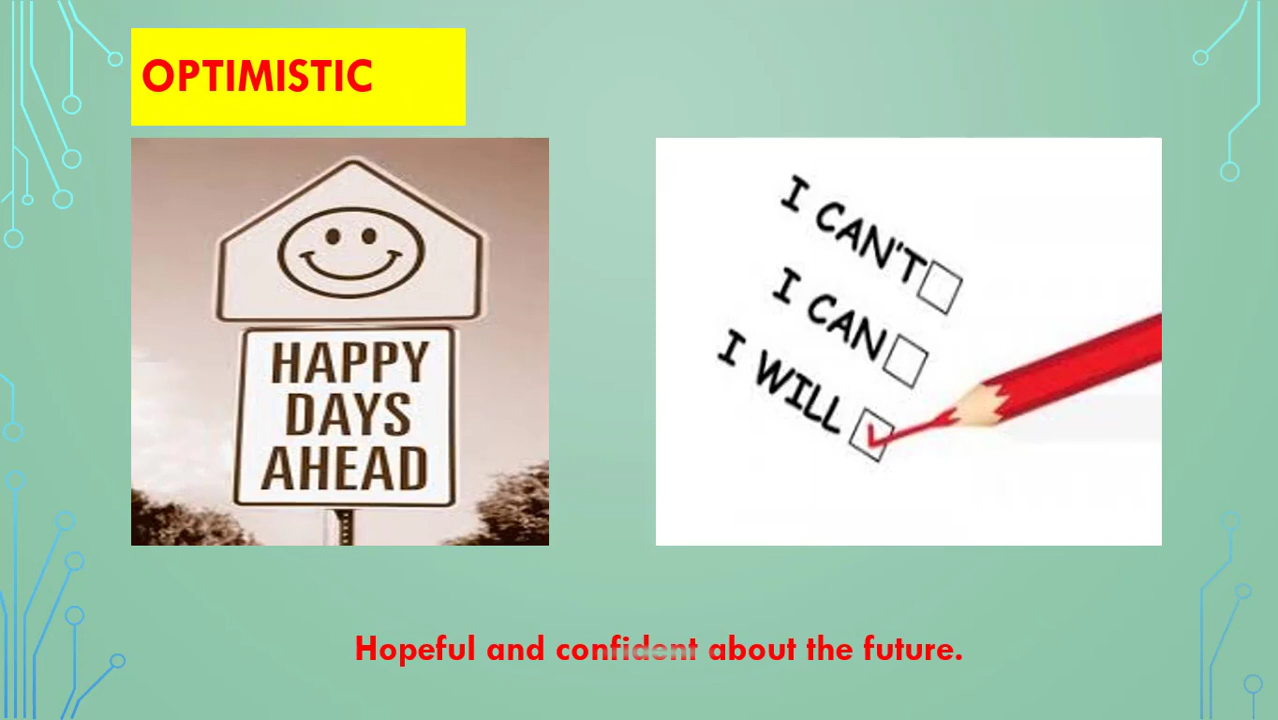 OPTIMISTIC
HAPPY
DAYS
AHEAD
I CAN'T
I CAN
I WILL
Hopeful and confident about the future.